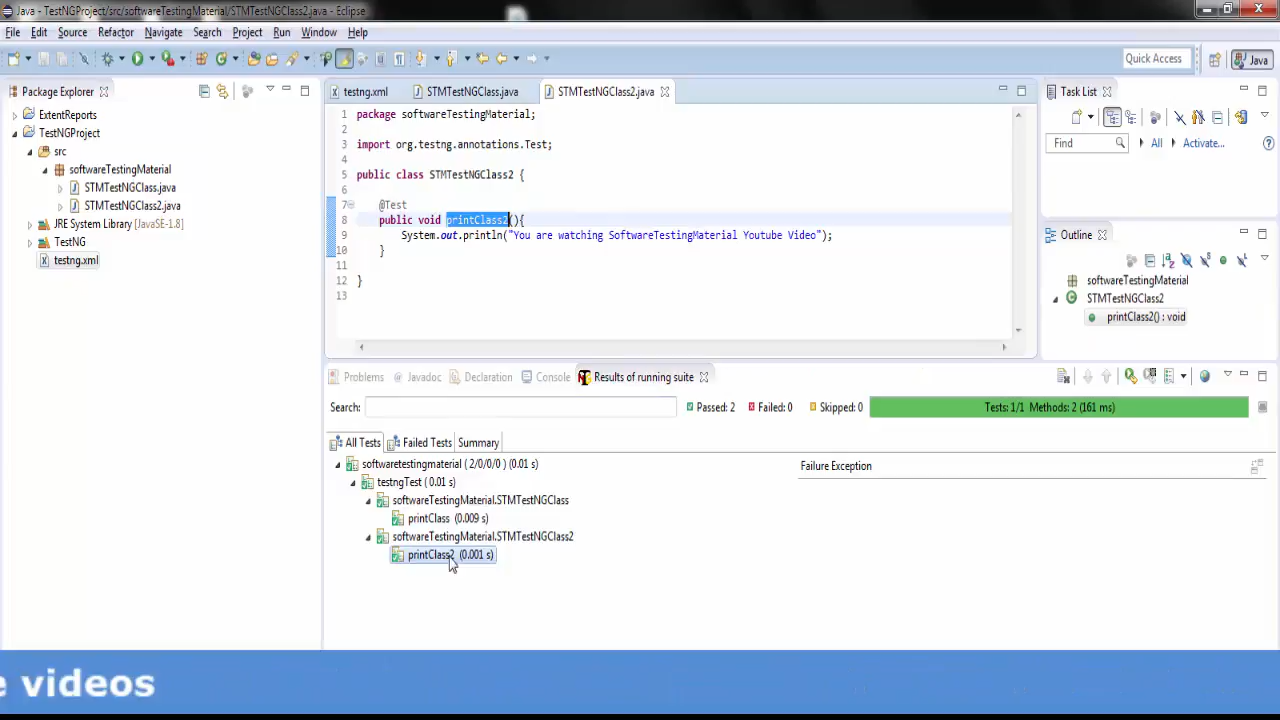 Java - TestNGProject/src/softwareTestingMaterial/STMTestNGClass2.java - Eclipse
File Edit Source Refactor Navigate Search Project Run Window Help
Quick Access
Java
Package Explorer
ExtentReports
TestNGProject
src
softwareTestingMaterial
STMTestNGClass.java
STMTestNGClass2.java
JRE System Library [JavaSE-1.8]
TestNG
testng.xml
testng.xml STMTestNGClass.java STMTestNGClass2.java
1 package softwareTestingMaterial;
2
3 import org.testng.annotations.Test;
4
5 public class STMTestNGClass2 {
6
7 @Test
8 public void printClass2(){
9 System.out.println("You are watching SoftwareTestingMaterial Youtube Video");
10 }
11
12 }
13
Task List
Find All Activate...
Outline
softwareTestingMaterial
STMTestNGClass2
printClass2() : void
Problems Javadoc Declaration Console Results of running suite
Search: Passed: 2 Failed: 0 Skipped: 0 Tests: 1/1 Methods: 2 (161 ms)
All Tests Failed Tests Summary
softwaretestingmaterial ( 2/0/0/0 ) (0.01 s)
testngTest ( 0.01 s)
softwareTestingMaterial.STMTestNGClass
printClass (0.009 s)
softwareTestingMaterial.STMTestNGClass2
printClass2 (0.001 s)
Failure Exception
e videos